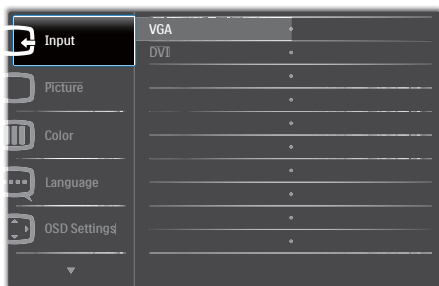 Input
VGA
DVI
Picture
Color
Language
OSD Settings